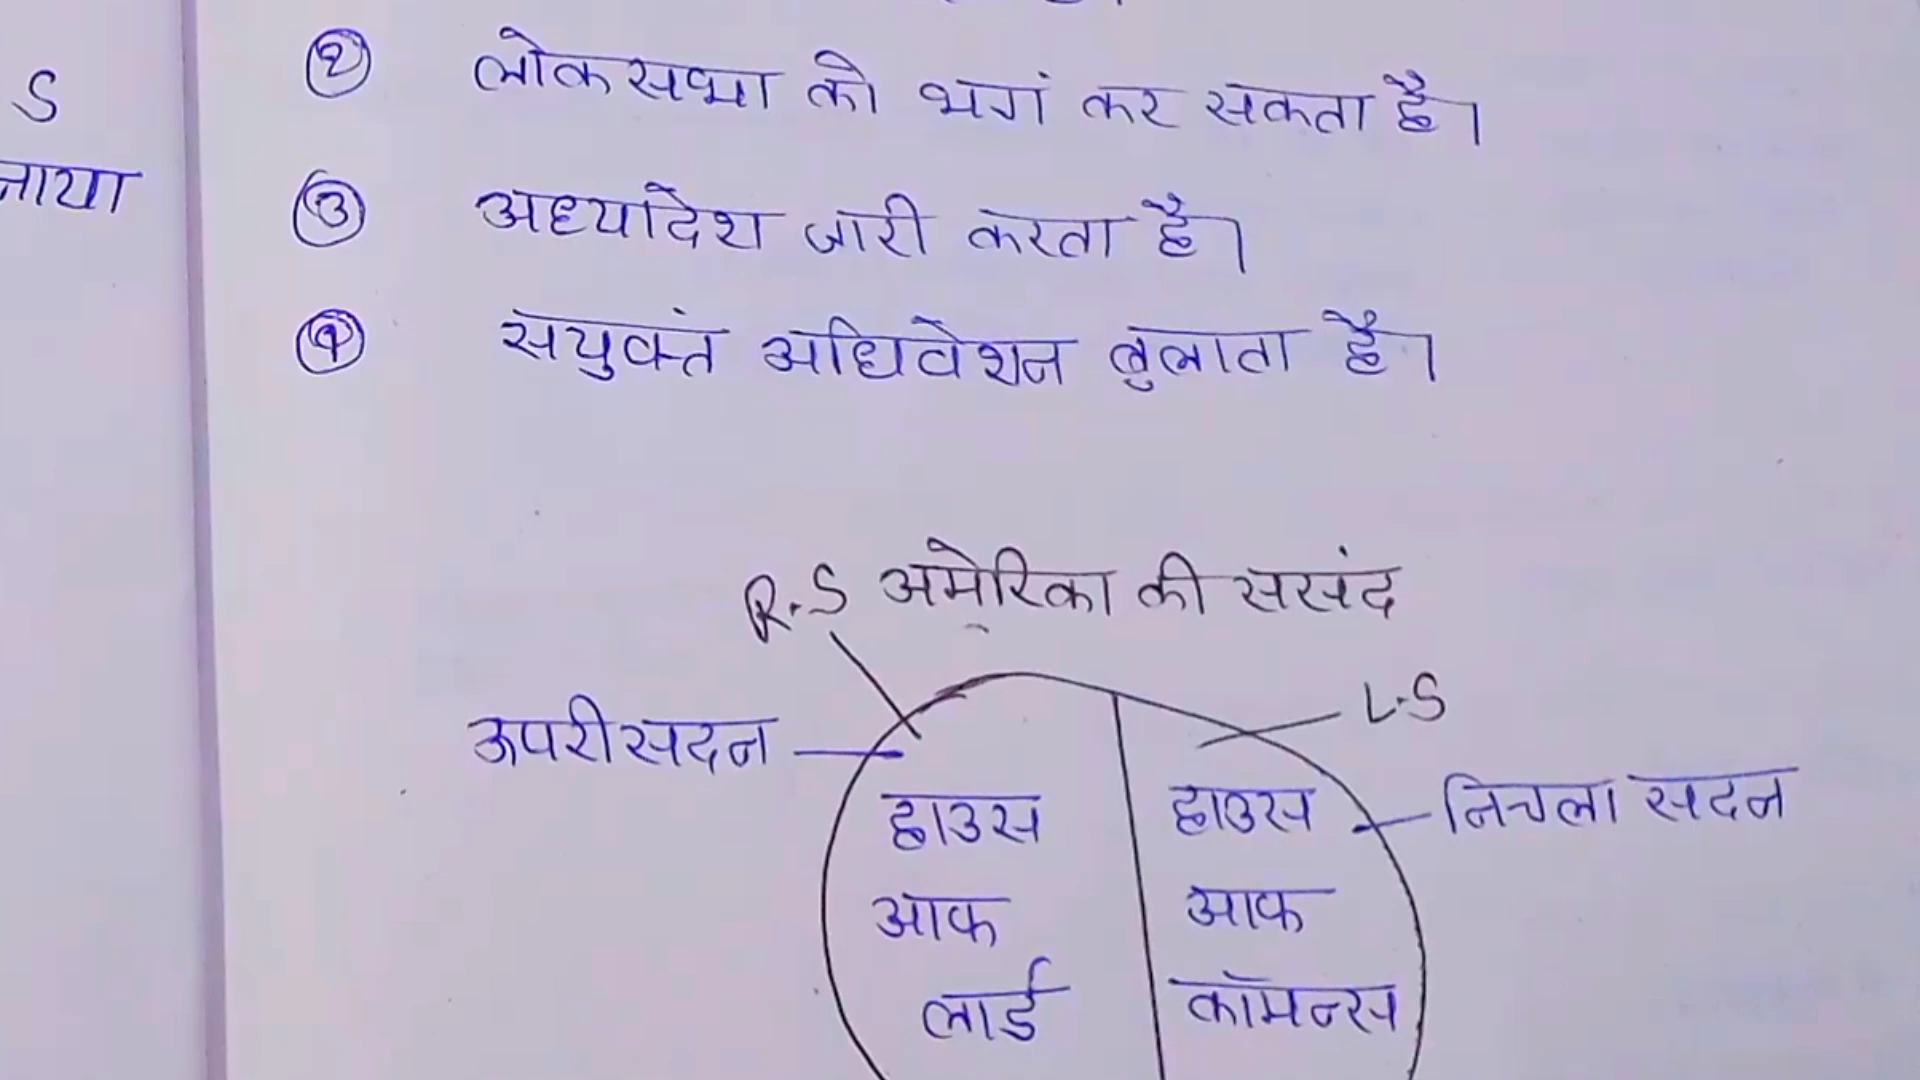 S
② लोकसभा को भगं कर सकता है।
③ अध्यादेश जारी करता है।
④ सयुक्तं अधिवेशन बुलाता है।
R.S अमेरिका की ससंद
L.S
ऊपरी सदन
हाउस हाउस
निचला सदन
आफ आफ
लार्ड कॉमन्स